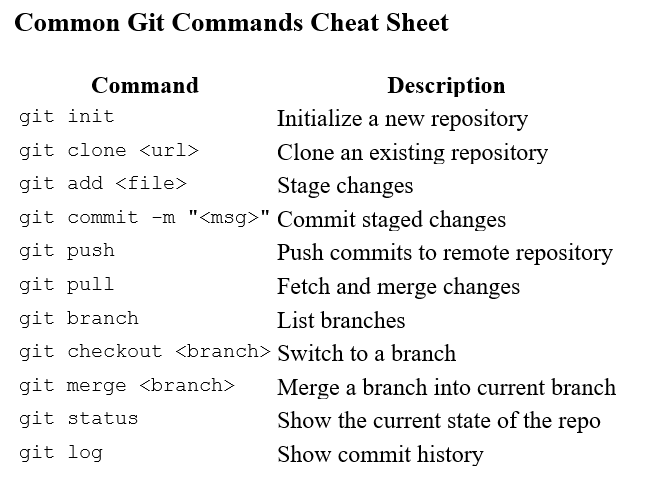 Common Git Commands Cheat Sheet
Command Description
git init Initialize a new repository
git clone <url> Clone an existing repository
git add <file> Stage changes
git commit -m "<msg>" Commit staged changes
git push Push commits to remote repository
git pull Fetch and merge changes
git branch List branches
git checkout <branch> Switch to a branch
git merge <branch> Merge a branch into current branch
git status Show the current state of the repo
git log Show commit history